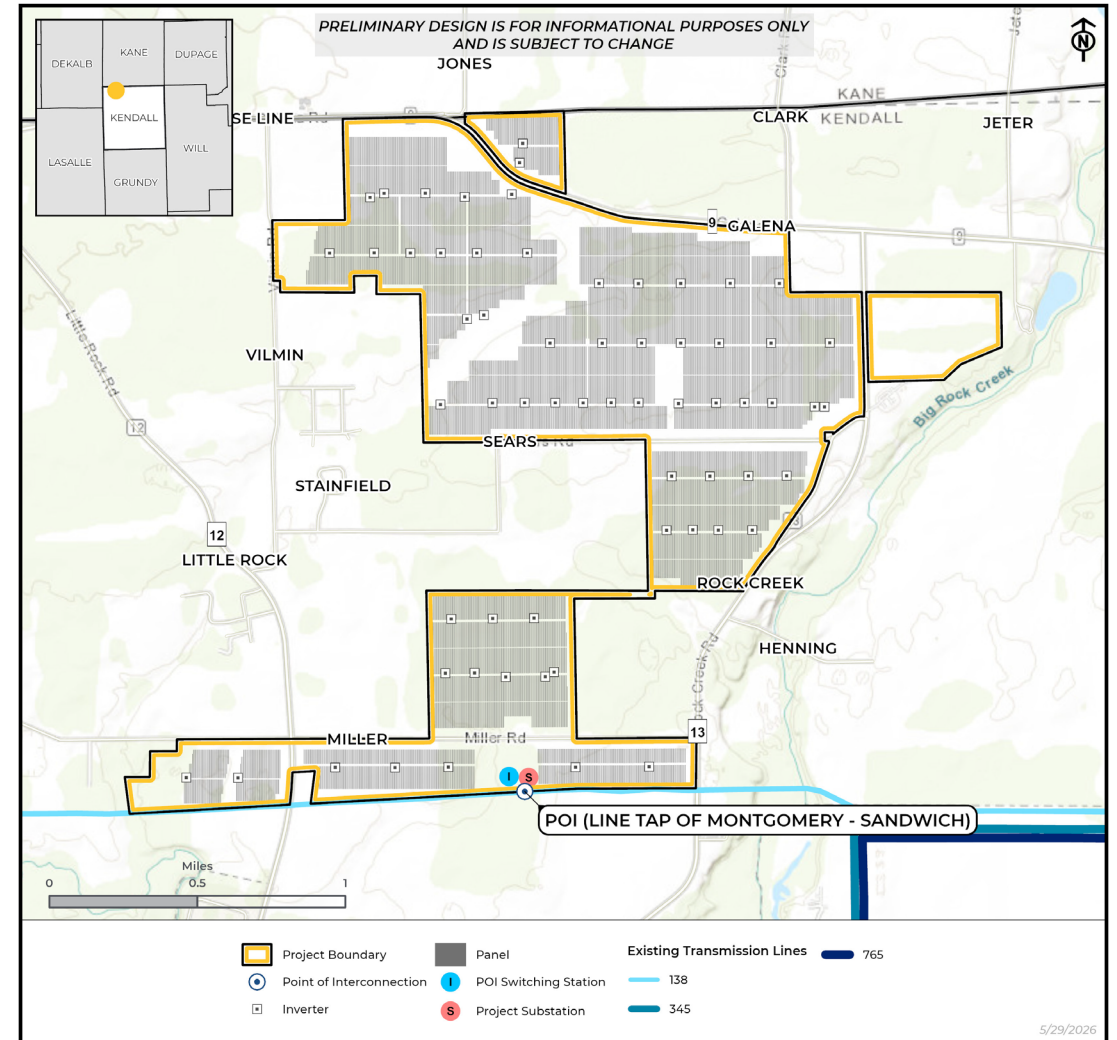 PRELIMINARY DESIGN IS FOR INFORMATIONAL PURPOSES ONLY
AND IS SUBJECT TO CHANGE
N
DEKALB
KANE
DUPAGE
KENDALL
LASALLE
WILL
GRUNDY
JONES
KANE
KENDALL
CLARK
JETER
9
GALENA
9
VILMIN
Little Rock Rd
12
Big Rock Creek
SEARS
STAINFIELD
12
LITTLE ROCK
ROCK CREEK
HENNING
MILLER
Miller Rd
13
I
S
POI (LINE TAP OF MONTGOMERY - SANDWICH)
Miles
0
0.5
1
Project Boundary
Point of Interconnection
Inverter
Panel
I
POI Switching Station
S
Project Substation
Existing Transmission Lines
138
345
765
5/29/2026